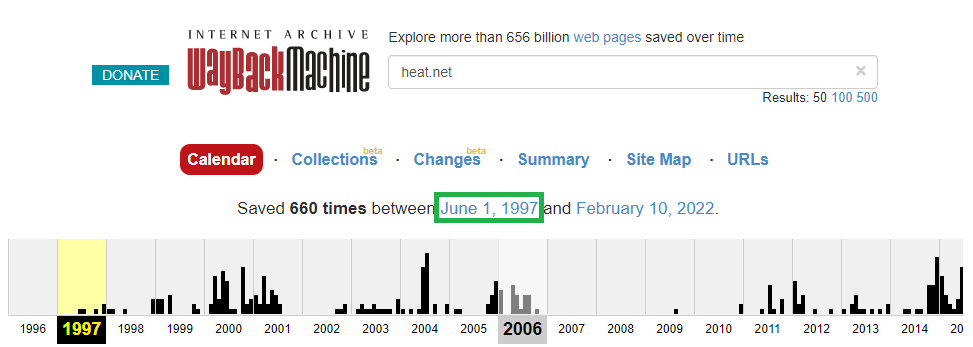 INTERNET ARCHIVE
WayBackMachine
DONATE
Explore more than 656 billion web pages saved over time
heat.net ×
Results: 50 100 500
Calendar · Collections beta · Changes beta · Summary · Site Map · URLs
Saved 660 times between June 1, 1997 and February 10, 2022.
1996 1997 1998 1999 2000 2001 2002 2003 2004 2005 2006 2007 2008 2009 2010 2011 2012 2013 2014 20